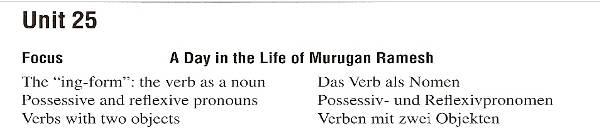 Unit 25
Focus A Day in the Life of Murugan Ramesh
The “ing-form”: the verb as a noun Das Verb als Nomen
Possessive and reflexive pronouns Possessiv- und Reflexivpronomen
Verbs with two objects Verben mit zwei Objekten